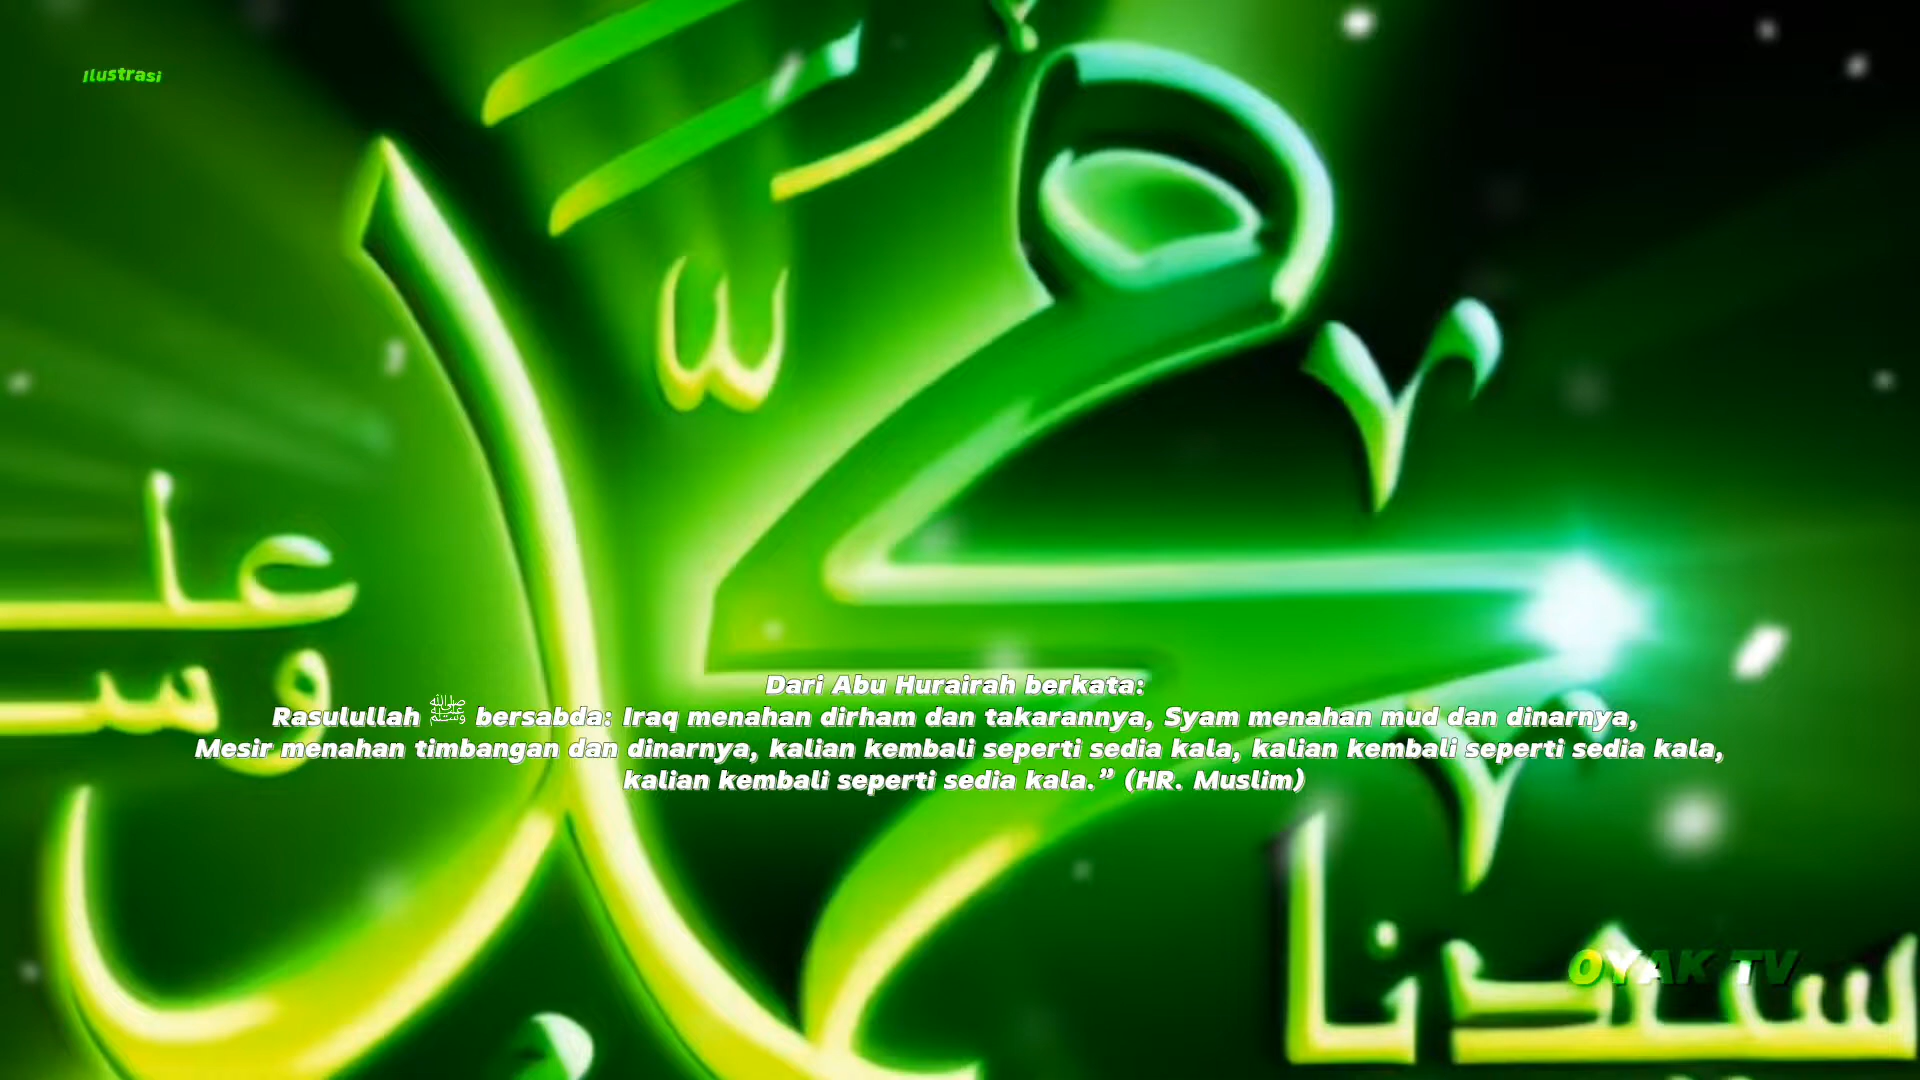 Ilustrasi
محمد
علـ
وسـ
Dari Abu Hurairah berkata:
Rasulullah ﷺ bersabda: Iraq menahan dirham dan takarannya, Syam menahan mud dan dinarnya,
Mesir menahan timbangan dan dinarnya, kalian kembali seperti sedia kala, kalian kembali seperti sedia kala,
kalian kembali seperti sedia kala.” (HR. Muslim)
سيدنا
OYAK TV